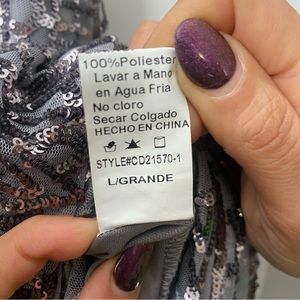 100%Poliester
Lavar a Mano
en Agua Fria
No cloro
Secar Colgado
HECHO EN CHINA
STYLE#CD21570-1
L/GRANDE